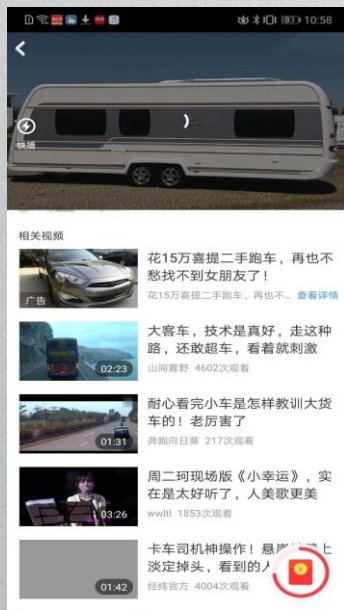 10:58
快播
相关视频
花15万喜提二手跑车，再也不
愁找不到女朋友了！
广告
花15万喜提二手跑车，再也不... 查看详情
大客车，技术是真好，走这种
路，还敢超车，看着就刺激
02:23
山间雾野 4602次观看
耐心看完小车是怎样教训大货
车的！老厉害了
01:31
奔跑向日葵 217次观看
周二珂现场版《小幸运》，实
在是太好听了，人美歌更美
03:26
wwltl 1853次观看
卡车司机神操作！悬崖
上
淡定掉头，看到的人
01:42
经纬官方 4004次观看